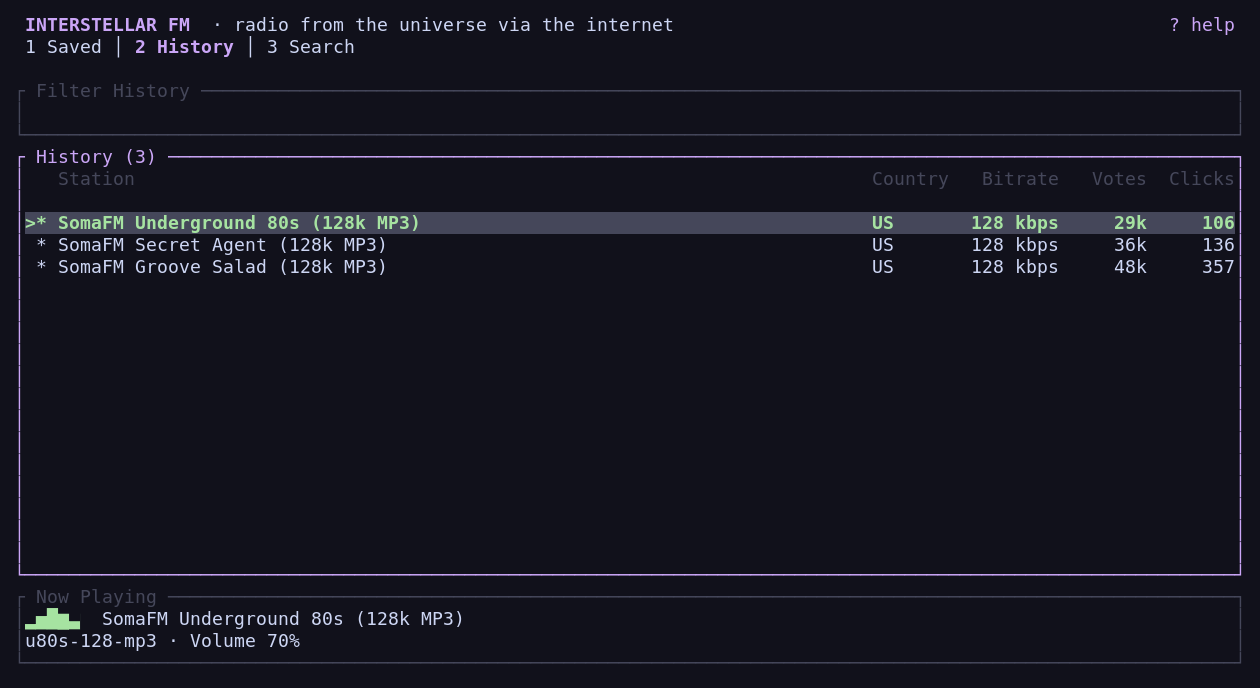 INTERSTELLAR FM · radio from the universe via the internet ? help
1 Saved │ 2 History │ 3 Search
Filter History
History (3)
Station Country Bitrate Votes Clicks
>* SomaFM Underground 80s (128k MP3) US 128 kbps 29k 106
* SomaFM Secret Agent (128k MP3) US 128 kbps 36k 136
* SomaFM Groove Salad (128k MP3) US 128 kbps 48k 357
Now Playing
SomaFM Underground 80s (128k MP3)
u80s-128-mp3 · Volume 70%